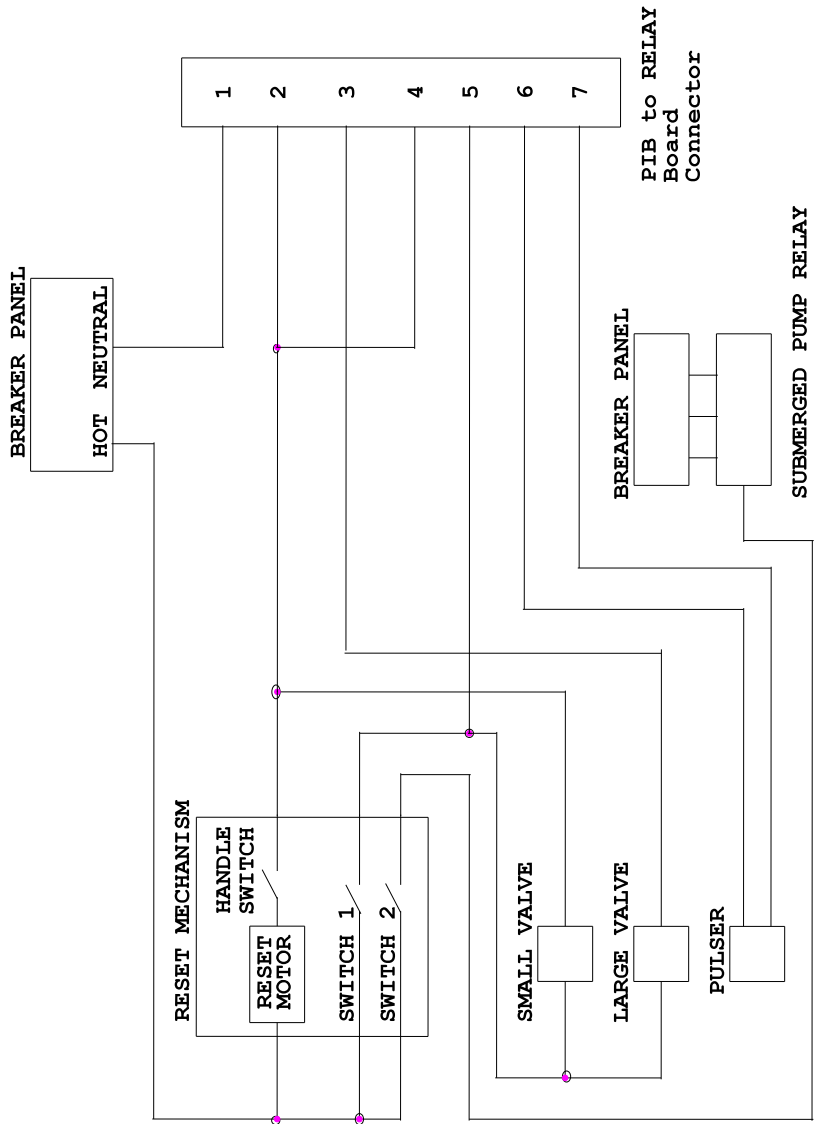 BREAKER PANEL
HOT NEUTRAL
1 2 3 4 5 6 7
PIB to RELAY
Board
Connector
RESET MECHANISM
HANDLE
SWITCH
RESET
MOTOR
SWITCH 1
SWITCH 2
SMALL VALVE
LARGE VALVE
PULSER
BREAKER PANEL
SUBMERGED PUMP RELAY